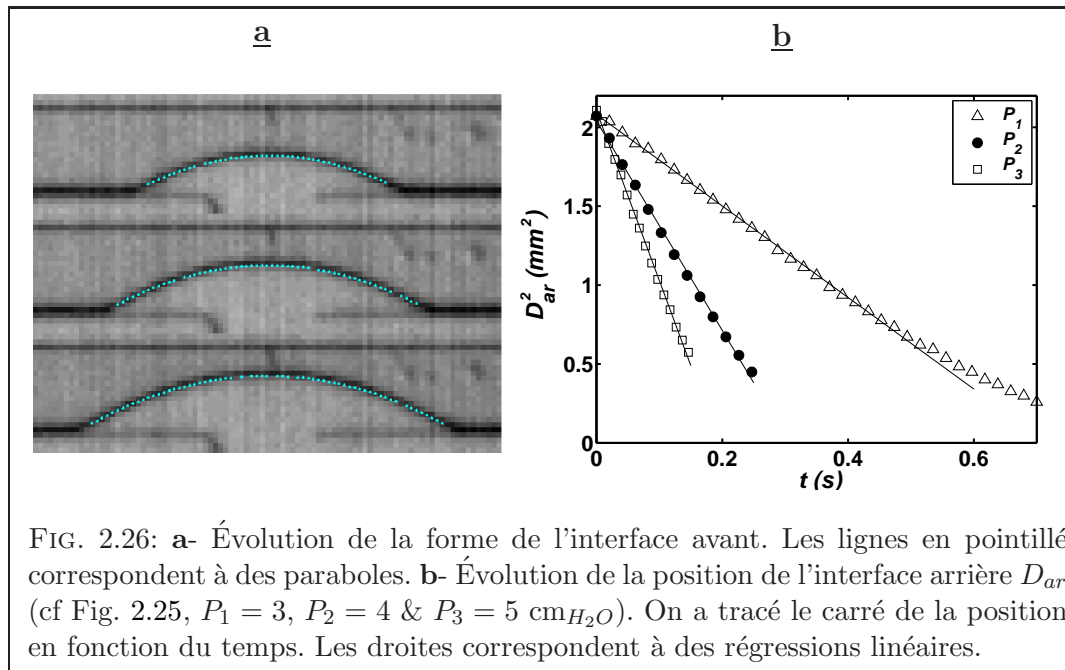 a
b
P1
P2
P3
2
1.5
1
0.5
0
D²ar (mm²)
0 0.2 0.4 0.6
t (s)
FIG. 2.26: a- Évolution de la forme de l'interface avant. Les lignes en pointillé
correspondent à des paraboles. b- Évolution de la position de l'interface arrière Dar
(cf Fig. 2.25, P1 = 3, P2 = 4 & P3 = 5 cmH2O). On a tracé le carré de la position
en fonction du temps. Les droites correspondent à des régressions linéaires.